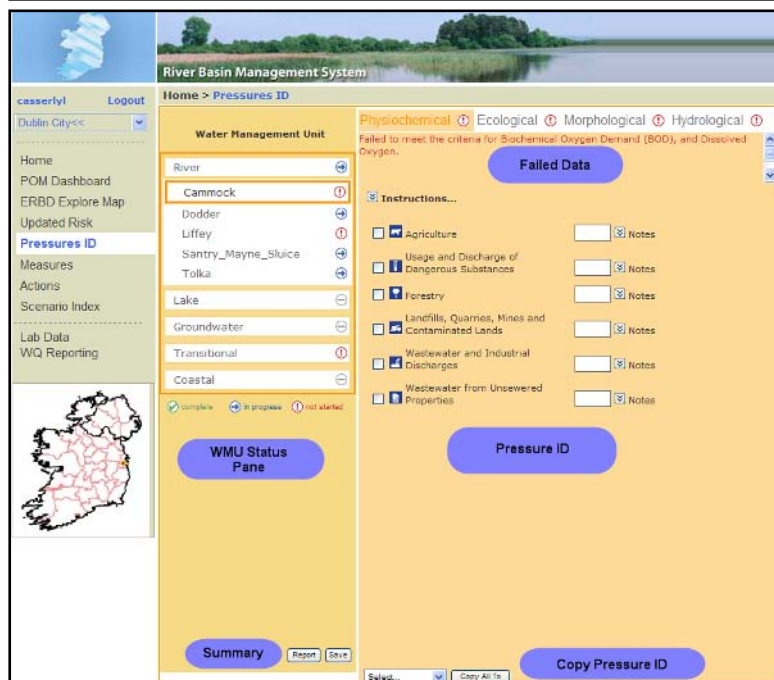 River Basin Management System
casserlyl Logout
Home > Pressures ID
Dublin City<<
Home
POM Dashboard
ERBD Explore Map
Updated Risk
Pressures ID
Measures
Actions
Scenario Index
Lab Data
WQ Reporting
Water Management Unit
River
Cammock
Dodder
Liffey
Santry_Mayne_Sluice
Tolka
Lake
Groundwater
Transitional
Coastal
complete in progress not started
WMU Status
Pane
Summary
Report Save
Physiochemical Ecological Morphological Hydrological
Failed to meet the criteria for Biochemical Oxygen Demand (BOD), and Dissolved
Oxygen.
Failed Data
Instructions...
Agriculture Notes
Usage and Discharge of
Dangerous Substances Notes
Forestry Notes
Landfills, Quarries, Mines and
Contaminated Lands Notes
Wastewater and Industrial
Discharges Notes
Wastewater from Unsewered
Properties Notes
Pressure ID
Copy Pressure ID
Select... Copy All To